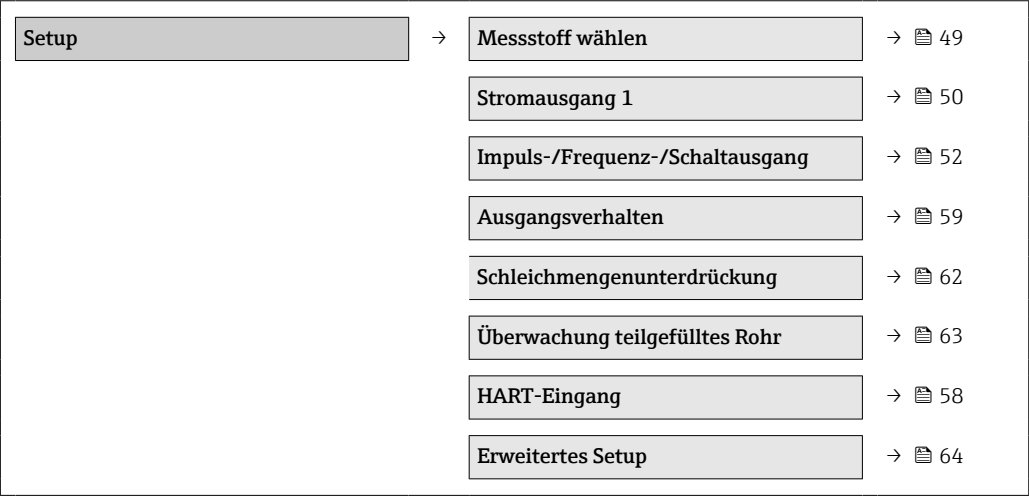 Setup → Messstoff wählen → 49
Stromausgang 1 → 50
Impuls-/Frequenz-/Schaltausgang → 52
Ausgangsverhalten → 59
Schleichmengenunterdrückung → 62
Überwachung teilgefülltes Rohr → 63
HART-Eingang → 58
Erweitertes Setup → 64